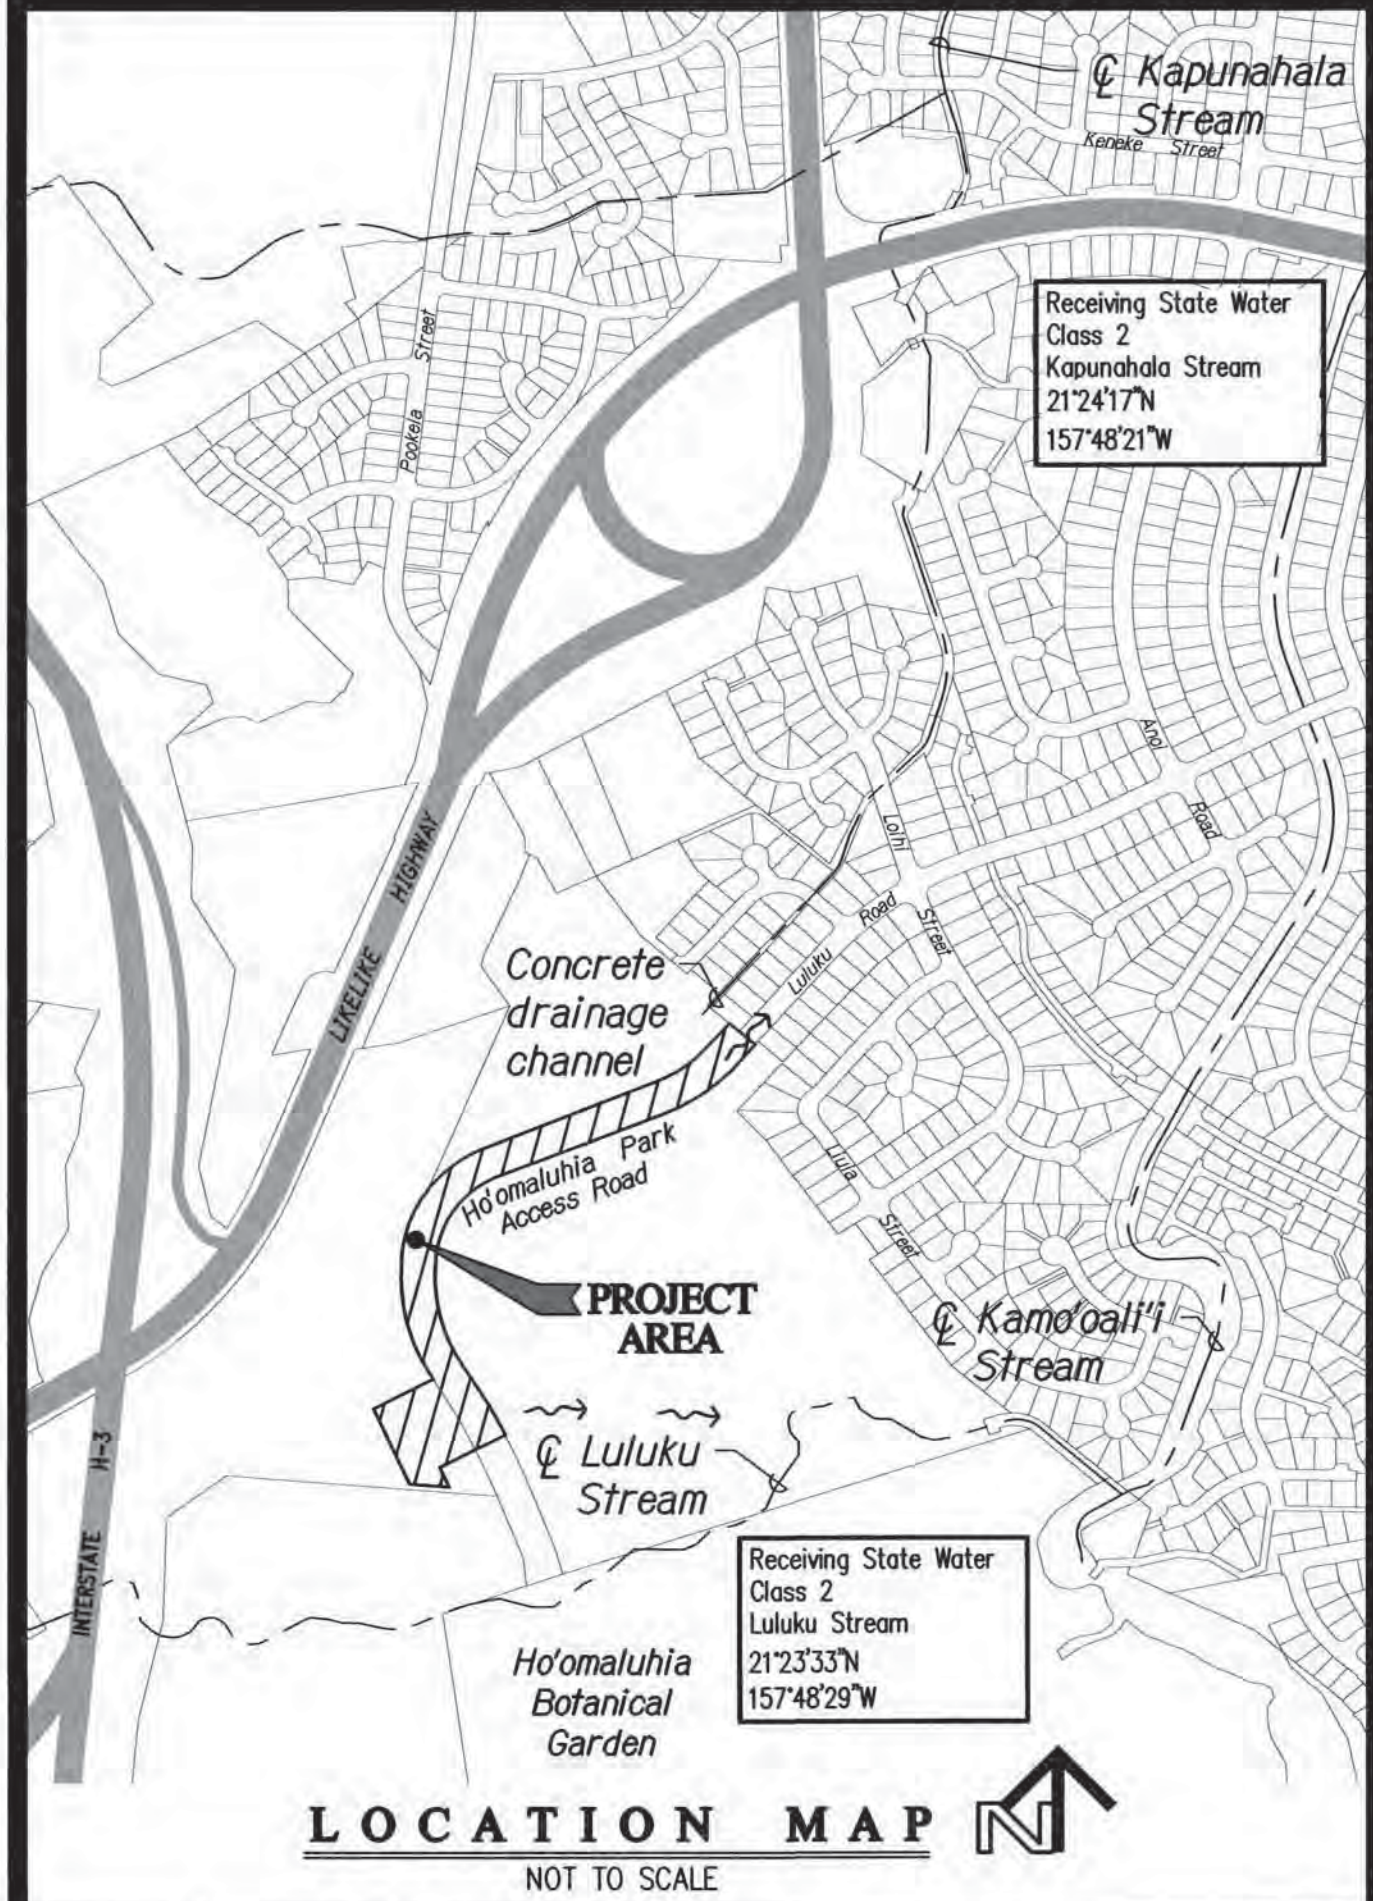 ℄ Kapunahala
Stream
Keneke Street
Receiving State Water
Class 2
Kapunahala Stream
21°24'17"N
157°48'21"W
Pookela Street
Anoi Road
LIKELIKE HIGHWAY
Loihi Street
Luluku Road
Concrete
drainage
channel
Ho'omaluhia Park
Access Road
Liula Street
PROJECT
AREA
℄ Kamo'oali'i
Stream
℄ Luluku
Stream
INTERSTATE H-3
Receiving State Water
Class 2
Luluku Stream
21°23'33"N
157°48'29"W
Ho'omaluhia
Botanical
Garden
LOCATION MAP
N
NOT TO SCALE